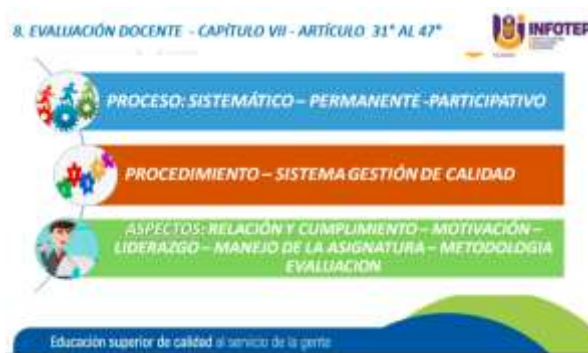 8. EVALUACIÓN DOCENTE - CAPÍTULO VII - ARTÍCULO 31° AL 47°
INFOTEP
PROCESO: SISTEMÁTICO – PERMANENTE -PARTICIPATIVO
PROCEDIMIENTO – SISTEMA GESTIÓN DE CALIDAD
ASPECTOS: RELACIÓN Y CUMPLIMIENTO – MOTIVACIÓN –
LIDERAZGO – MANEJO DE LA ASIGNATURA – METODOLOGIA
EVALUACION
Educación superior de calidad al servicio de la gente